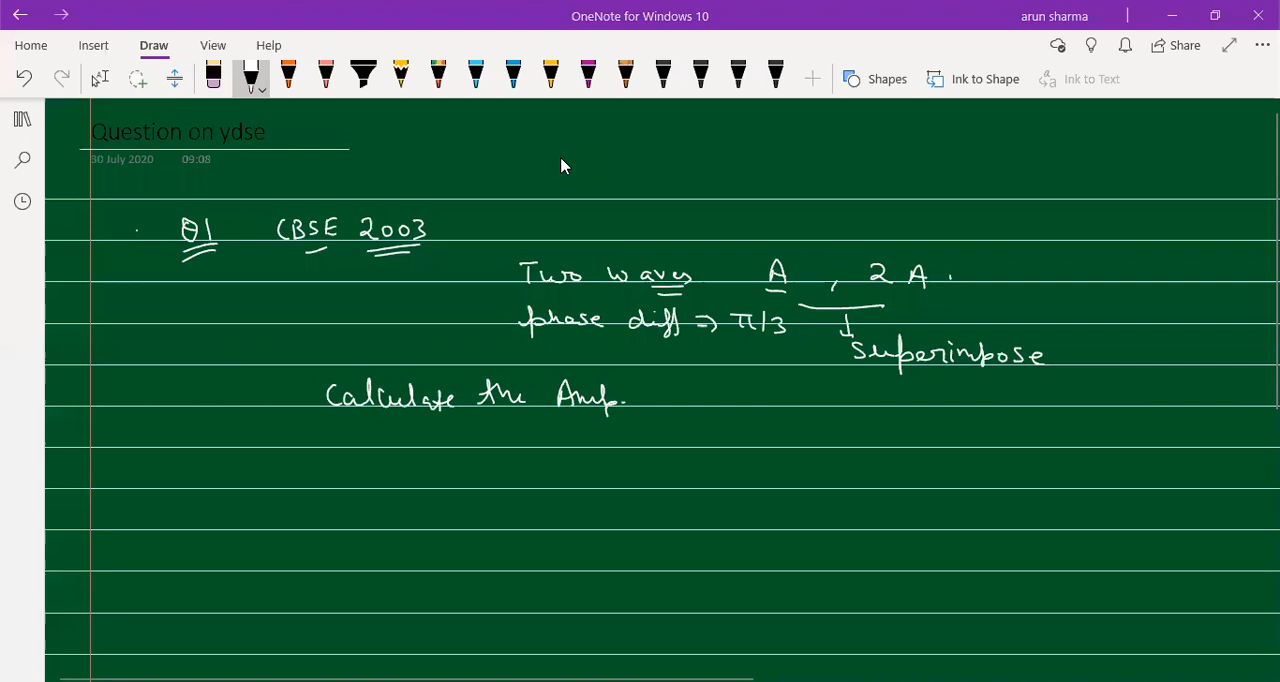 OneNote for Windows 10
arun sharma
Home Insert Draw View Help
Share
Shapes
Ink to Shape
Ink to Text
Question on ydse
30 July 2020 09:08
Q1 CBSE 2003
Two waves A , 2A.
phase diff ⇒ π/3
↓
superimpose
Calculate the Amp.